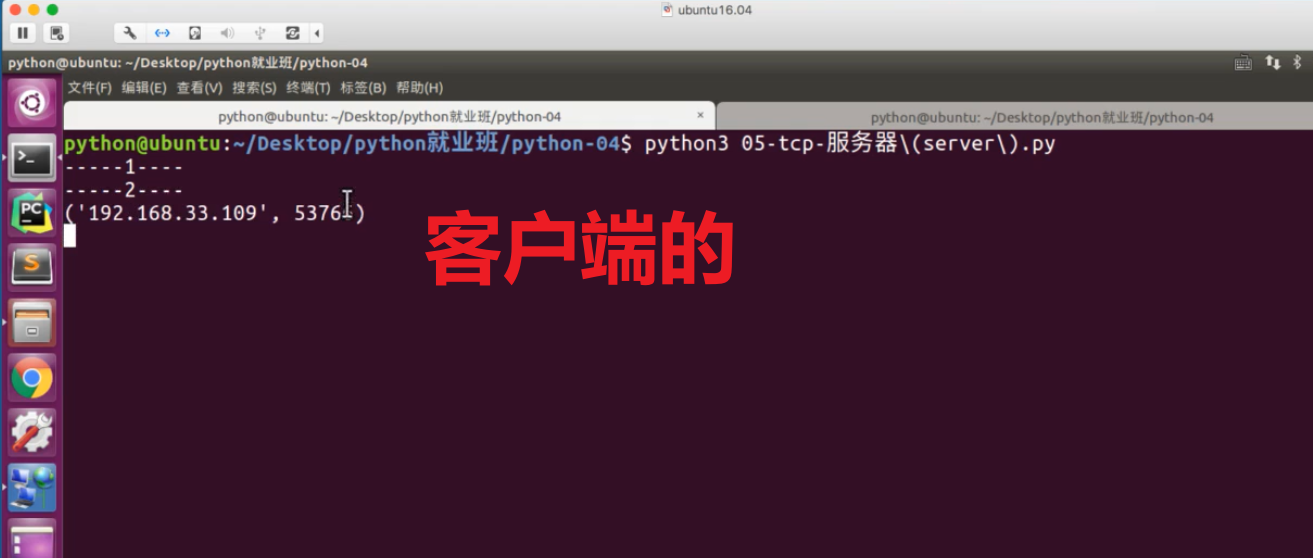 ubuntu16.04
python@ubuntu: ~/Desktop/python就业班/python-04
文件(F) 编辑(E) 查看(V) 搜索(S) 终端(T) 标签(B) 帮助(H)
python@ubuntu: ~/Desktop/python就业班/python-04 × python@ubuntu: ~/Desktop/python就业班/python-04
python@ubuntu:~/Desktop/python就业班/python-04$ python3 05-tcp-服务器\(server\).py
-----1----
-----2----
('192.168.33.109',
客户端的